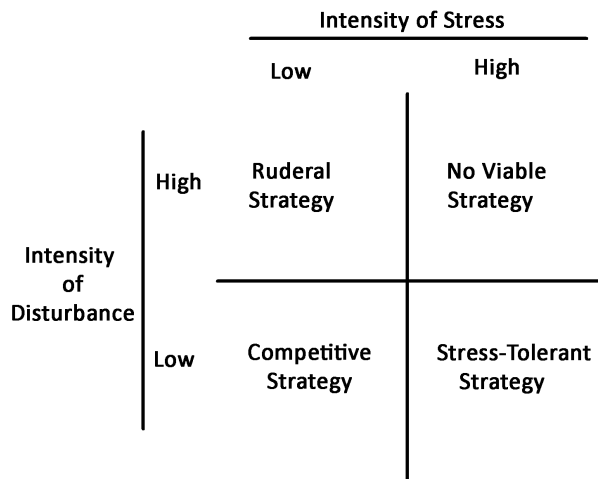 Intensity of Stress
Low
High
High
Ruderal
Strategy
No Viable
Strategy
Intensity
of
Disturbance
Low
Competitive
Strategy
Stress-Tolerant
Strategy